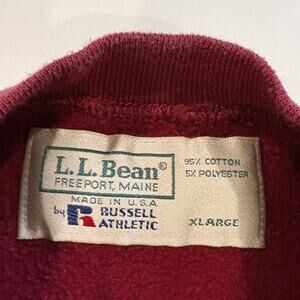 L.L.Bean®
FREEPORT, MAINE
MADE IN U.S.A.
by R RUSSELL
ATHLETIC
95% COTTON
5% POLYESTER
XLARGE